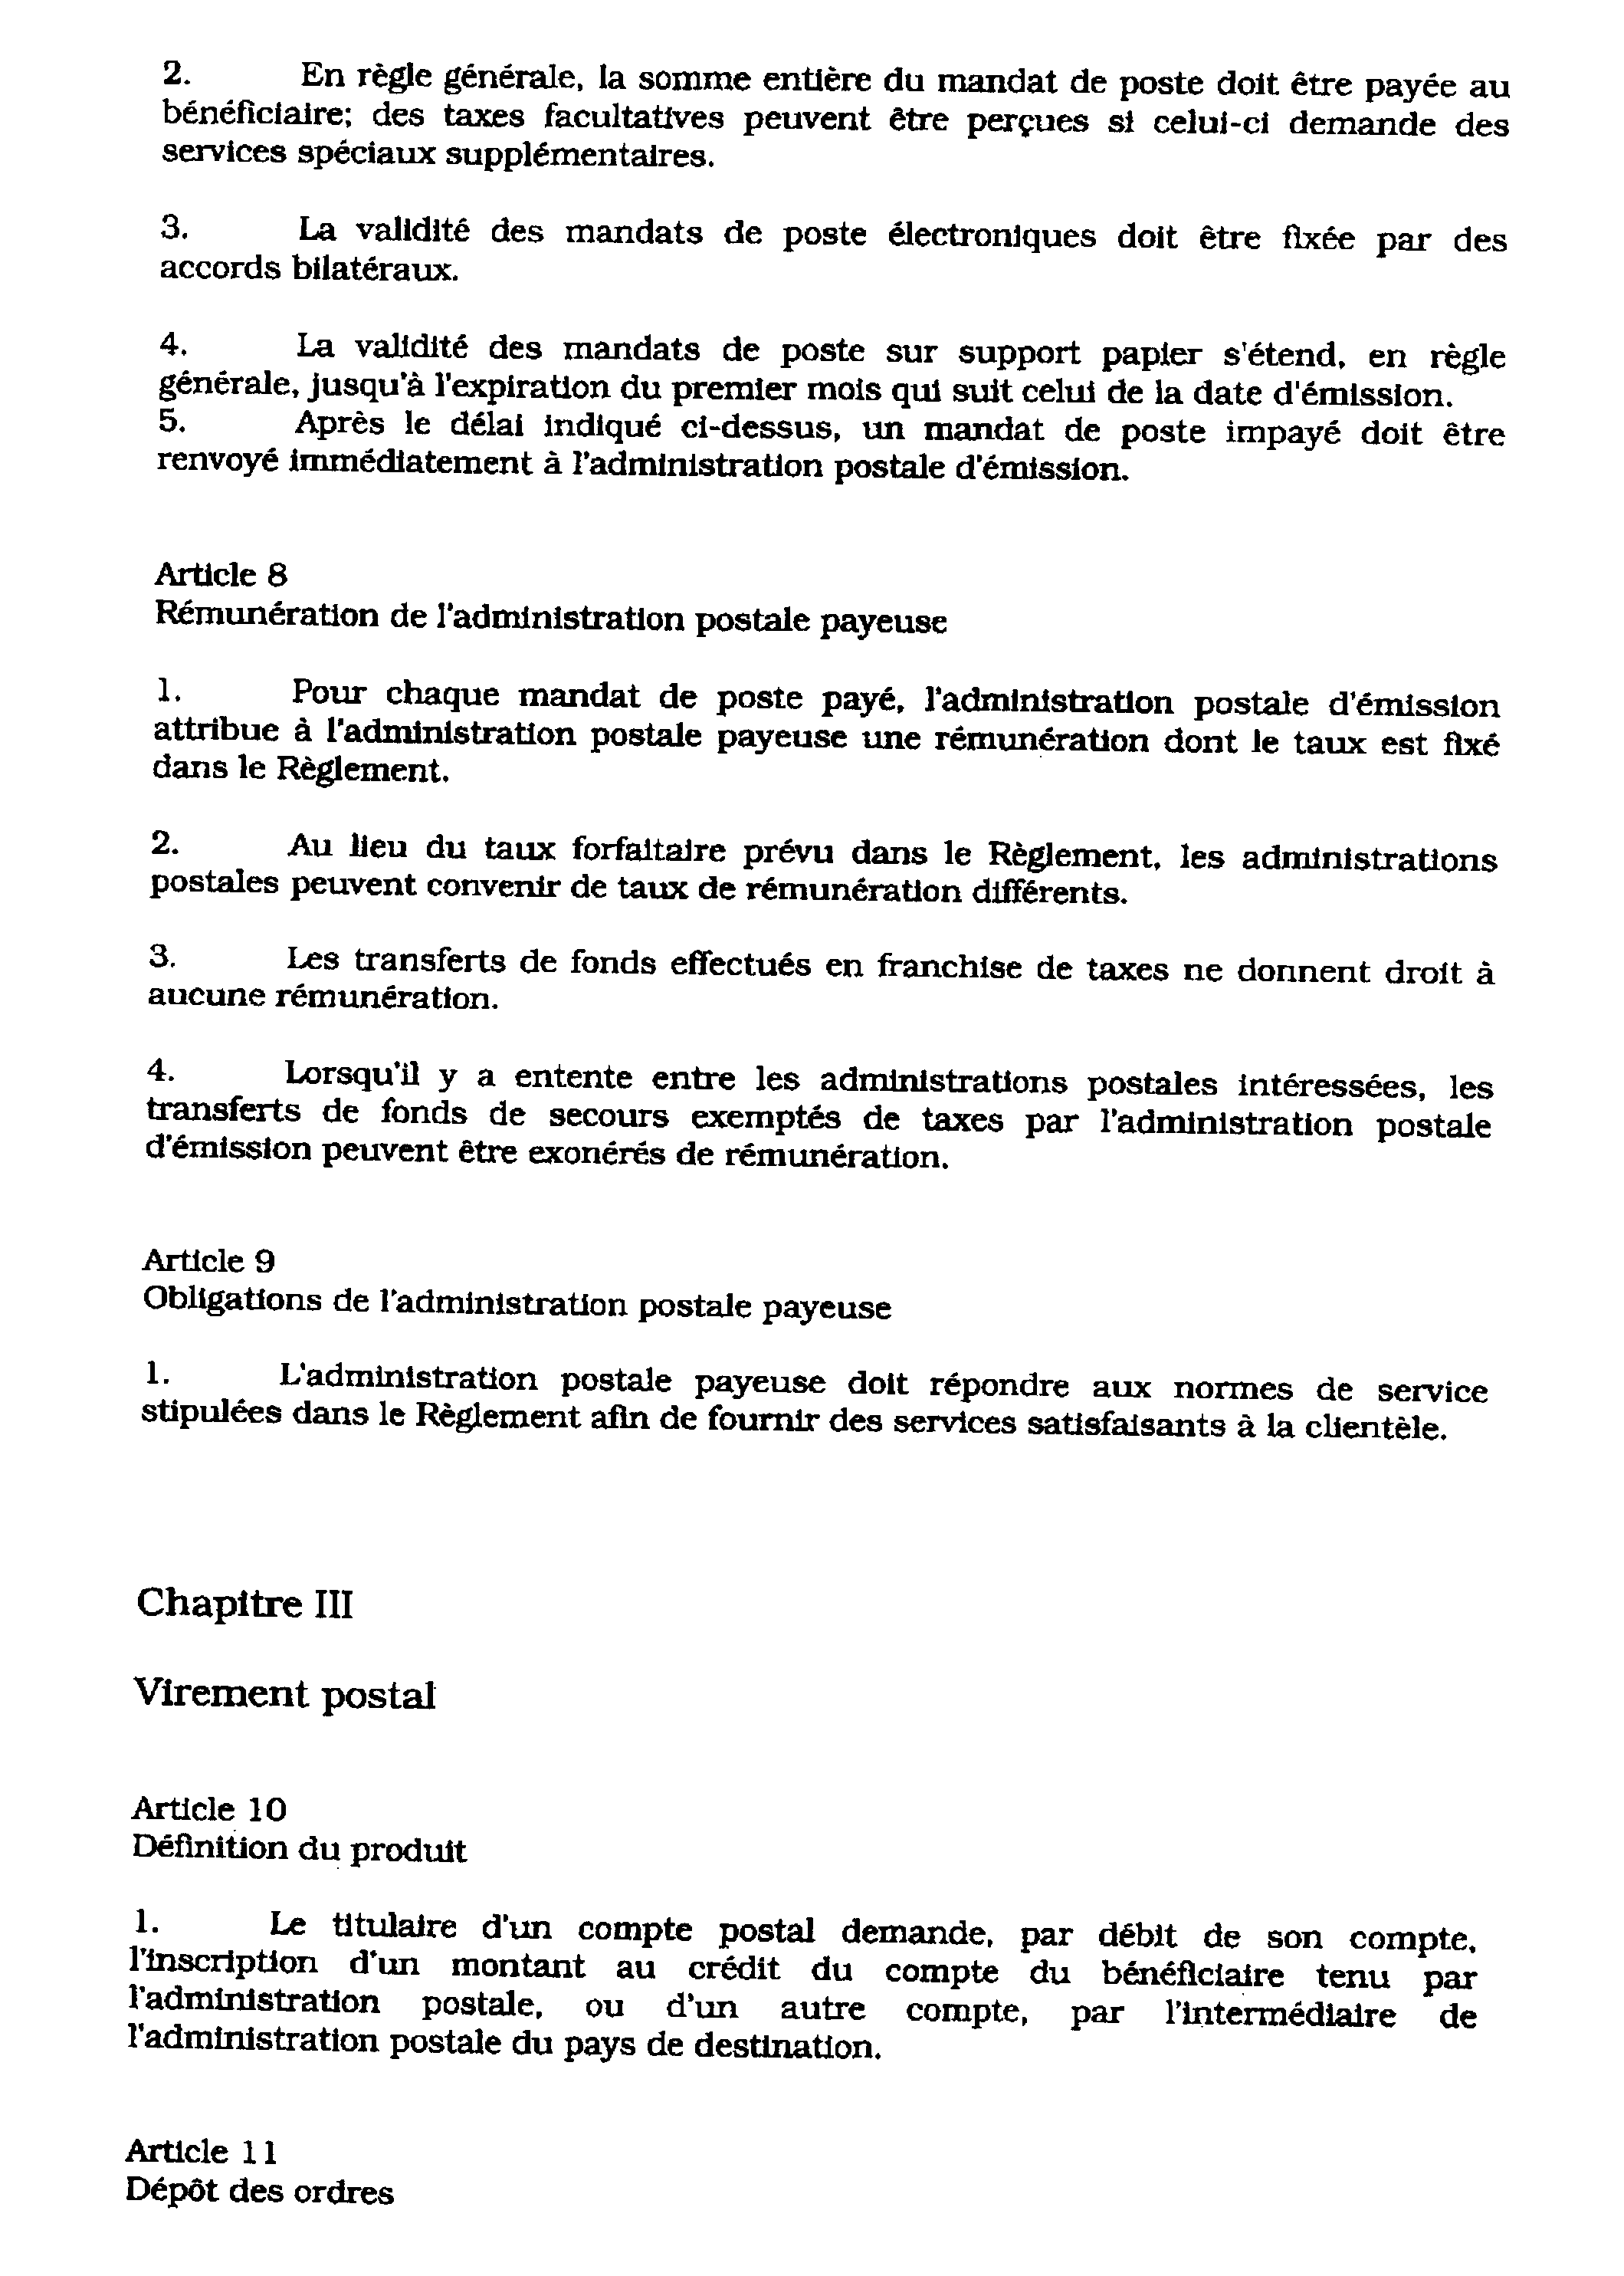 2. En règle générale, la somme entière du mandat de poste doit être payée au
bénéficiaire; des taxes facultatives peuvent être perçues si celui-ci demande des
services spéciaux supplémentaires.
3. La validité des mandats de poste électroniques doit être fixée par des
accords bilatéraux.
4. La validité des mandats de poste sur support papier s'étend, en règle
générale, jusqu'à l'expiration du premier mois qui suit celui de la date d'émission.
5. Après le délai indiqué ci-dessus, un mandat de poste impayé doit être
renvoyé immédiatement à l'administration postale d'émission.
Article 8
Rémunération de l'administration postale payeuse
1. Pour chaque mandat de poste payé, l'administration postale d'émission
attribue à l'administration postale payeuse une rémunération dont le taux est fixé
dans le Règlement.
2. Au lieu du taux forfaitaire prévu dans le Règlement, les administrations
postales peuvent convenir de taux de rémunération différents.
3. Les transferts de fonds effectués en franchise de taxes ne donnent droit à
aucune rémunération.
4. Lorsqu'il y a entente entre les administrations postales intéressées, les
transferts de fonds de secours exemptés de taxes par l'administration postale
d'émission peuvent être exonérés de rémunération.
Article 9
Obligations de l'administration postale payeuse
1. L'administration postale payeuse doit répondre aux normes de service
stipulées dans le Règlement afin de fournir des services satisfaisants à la clientèle.
Chapitre III
Virement postal
Article 10
Définition du produit
1. Le titulaire d'un compte postal demande, par débit de son compte,
l'inscription d'un montant au crédit du compte du bénéficiaire tenu par
l'administration postale, ou d'un autre compte, par l'intermédiaire de
l'administration postale du pays de destination.
Article 11
Dépôt des ordres